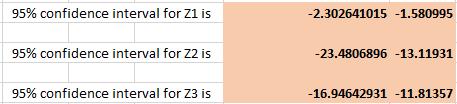 95% confidence interval for Z1 is -2.302641015 -1.580995
95% confidence interval for Z2 is -23.4806896 -13.11931
95% confidence interval for Z3 is -16.94642931 -11.81357